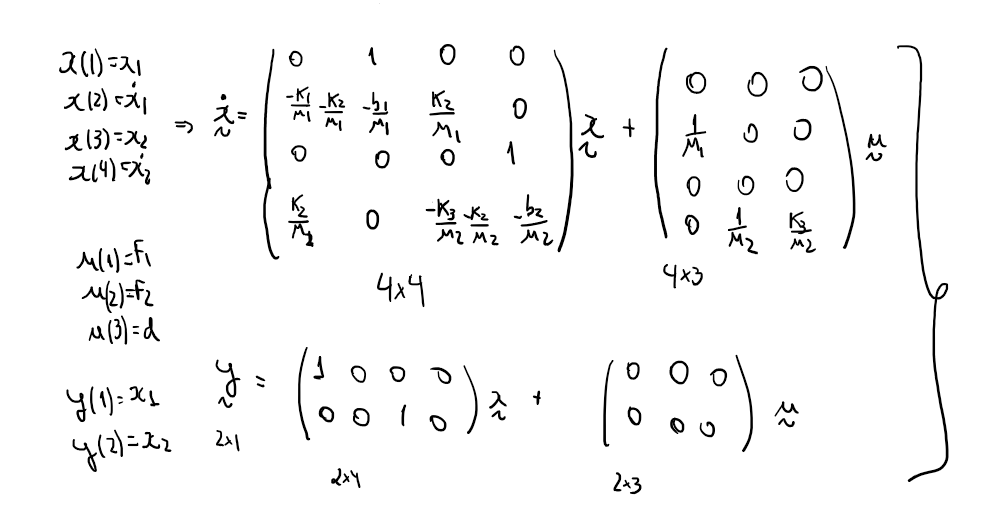 x(1)=x₁
x(2)=ẋ₁
x(3)=x₂
x(4)=ẋ₂
⇒ ẋ =
0 1 0 0
-K₁/M₁ -K₂/M₁ -b₁/M₁ K₂/M₁ 0
0 0 0 1
K₂/M₂ 0 -K₃/M₂ -K₂/M₂ -b₂/M₂
x +
0 0 0
1/M₁ 0 0
0 0 0
0 1/M₂ K₃/M₂
u
4x4
4x3
u(1)=F₁
u(2)=F₂
u(3)=d
y(1)=x₁
y(2)=x₂
y =
2x1
1 0 0 0
0 0 1 0
x +
2x4
0 0 0
0 0 0
u
2x3